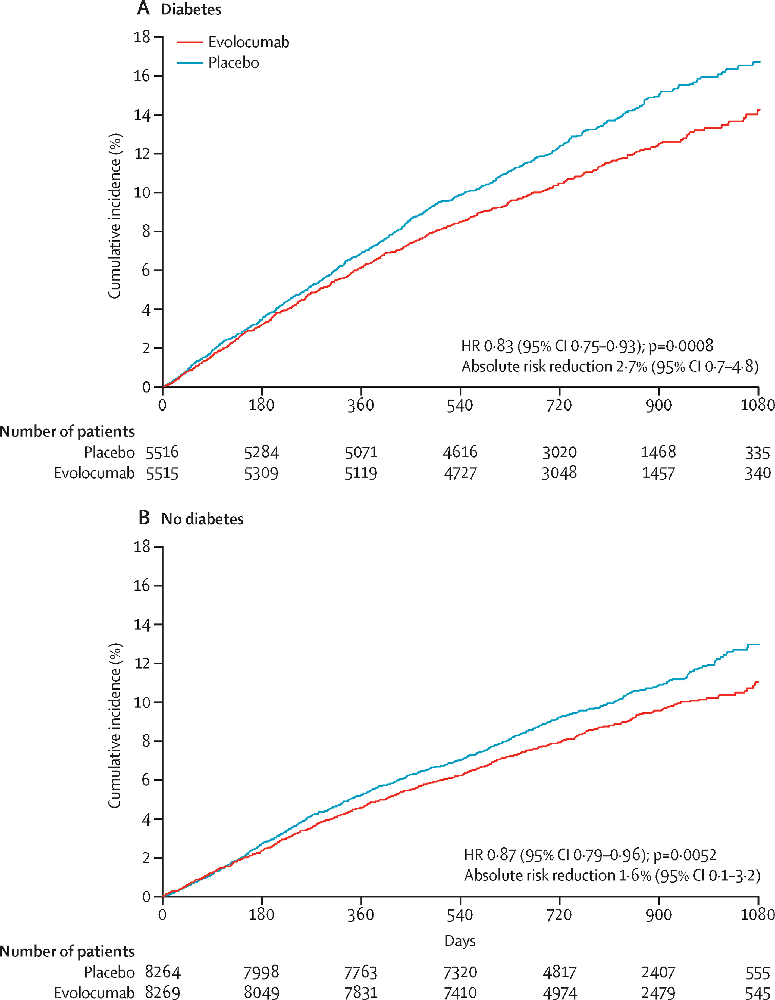 A Diabetes
18
16
14
12
10
8
6
4
2
0
Cumulative incidence (%)
Evolocumab
Placebo
HR 0·83 (95% CI 0·75–0·93); p=0·0008
Absolute risk reduction 2·7% (95% CI 0·7–4·8)
0 180 360 540 720 900 1080
Number of patients
Placebo 5516 5284 5071 4616 3020 1468 335
Evolocumab 5515 5309 5119 4727 3048 1457 340
B No diabetes
18
16
14
12
10
8
6
4
2
0
Cumulative incidence (%)
HR 0·87 (95% CI 0·79–0·96); p=0·0052
Absolute risk reduction 1·6% (95% CI 0·1–3·2)
0 180 360 540 720 900 1080
Days
Number of patients
Placebo 8264 7998 7763 7320 4817 2407 555
Evolocumab 8269 8049 7831 7410 4974 2479 545